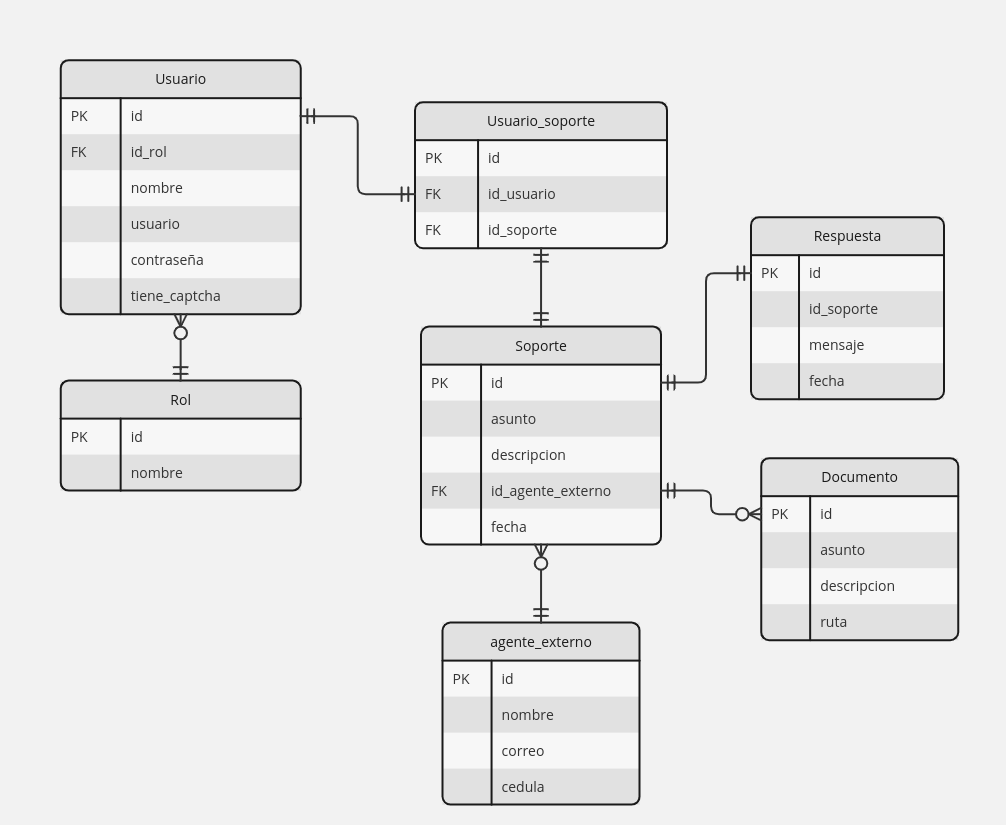 Usuario
PK id
FK id_rol
nombre
usuario
contraseña
tiene_captcha
Rol
PK id
nombre
Usuario_soporte
PK id
FK id_usuario
FK id_soporte
Soporte
PK id
asunto
descripcion
FK id_agente_externo
fecha
agente_externo
PK id
nombre
correo
cedula
Respuesta
PK id
id_soporte
mensaje
fecha
Documento
PK id
asunto
descripcion
ruta